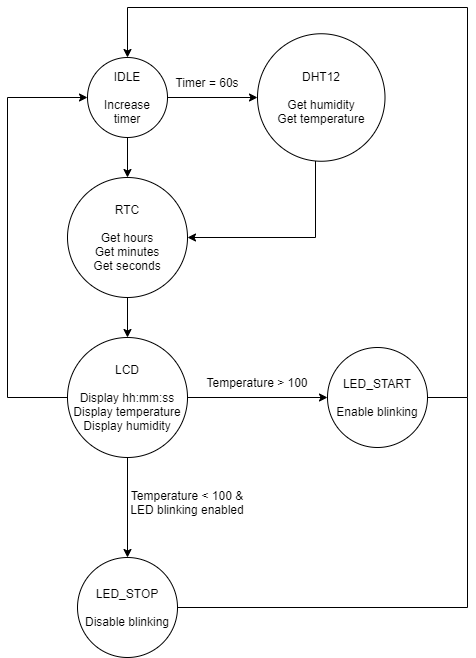 IDLE
Increase
timer
Timer = 60s
DHT12
Get humidity
Get temperature
RTC
Get hours
Get minutes
Get seconds
LCD
Display hh:mm:ss
Display temperature
Display humidity
Temperature > 100
LED_START
Enable blinking
Temperature < 100 &
LED blinking enabled
LED_STOP
Disable blinking